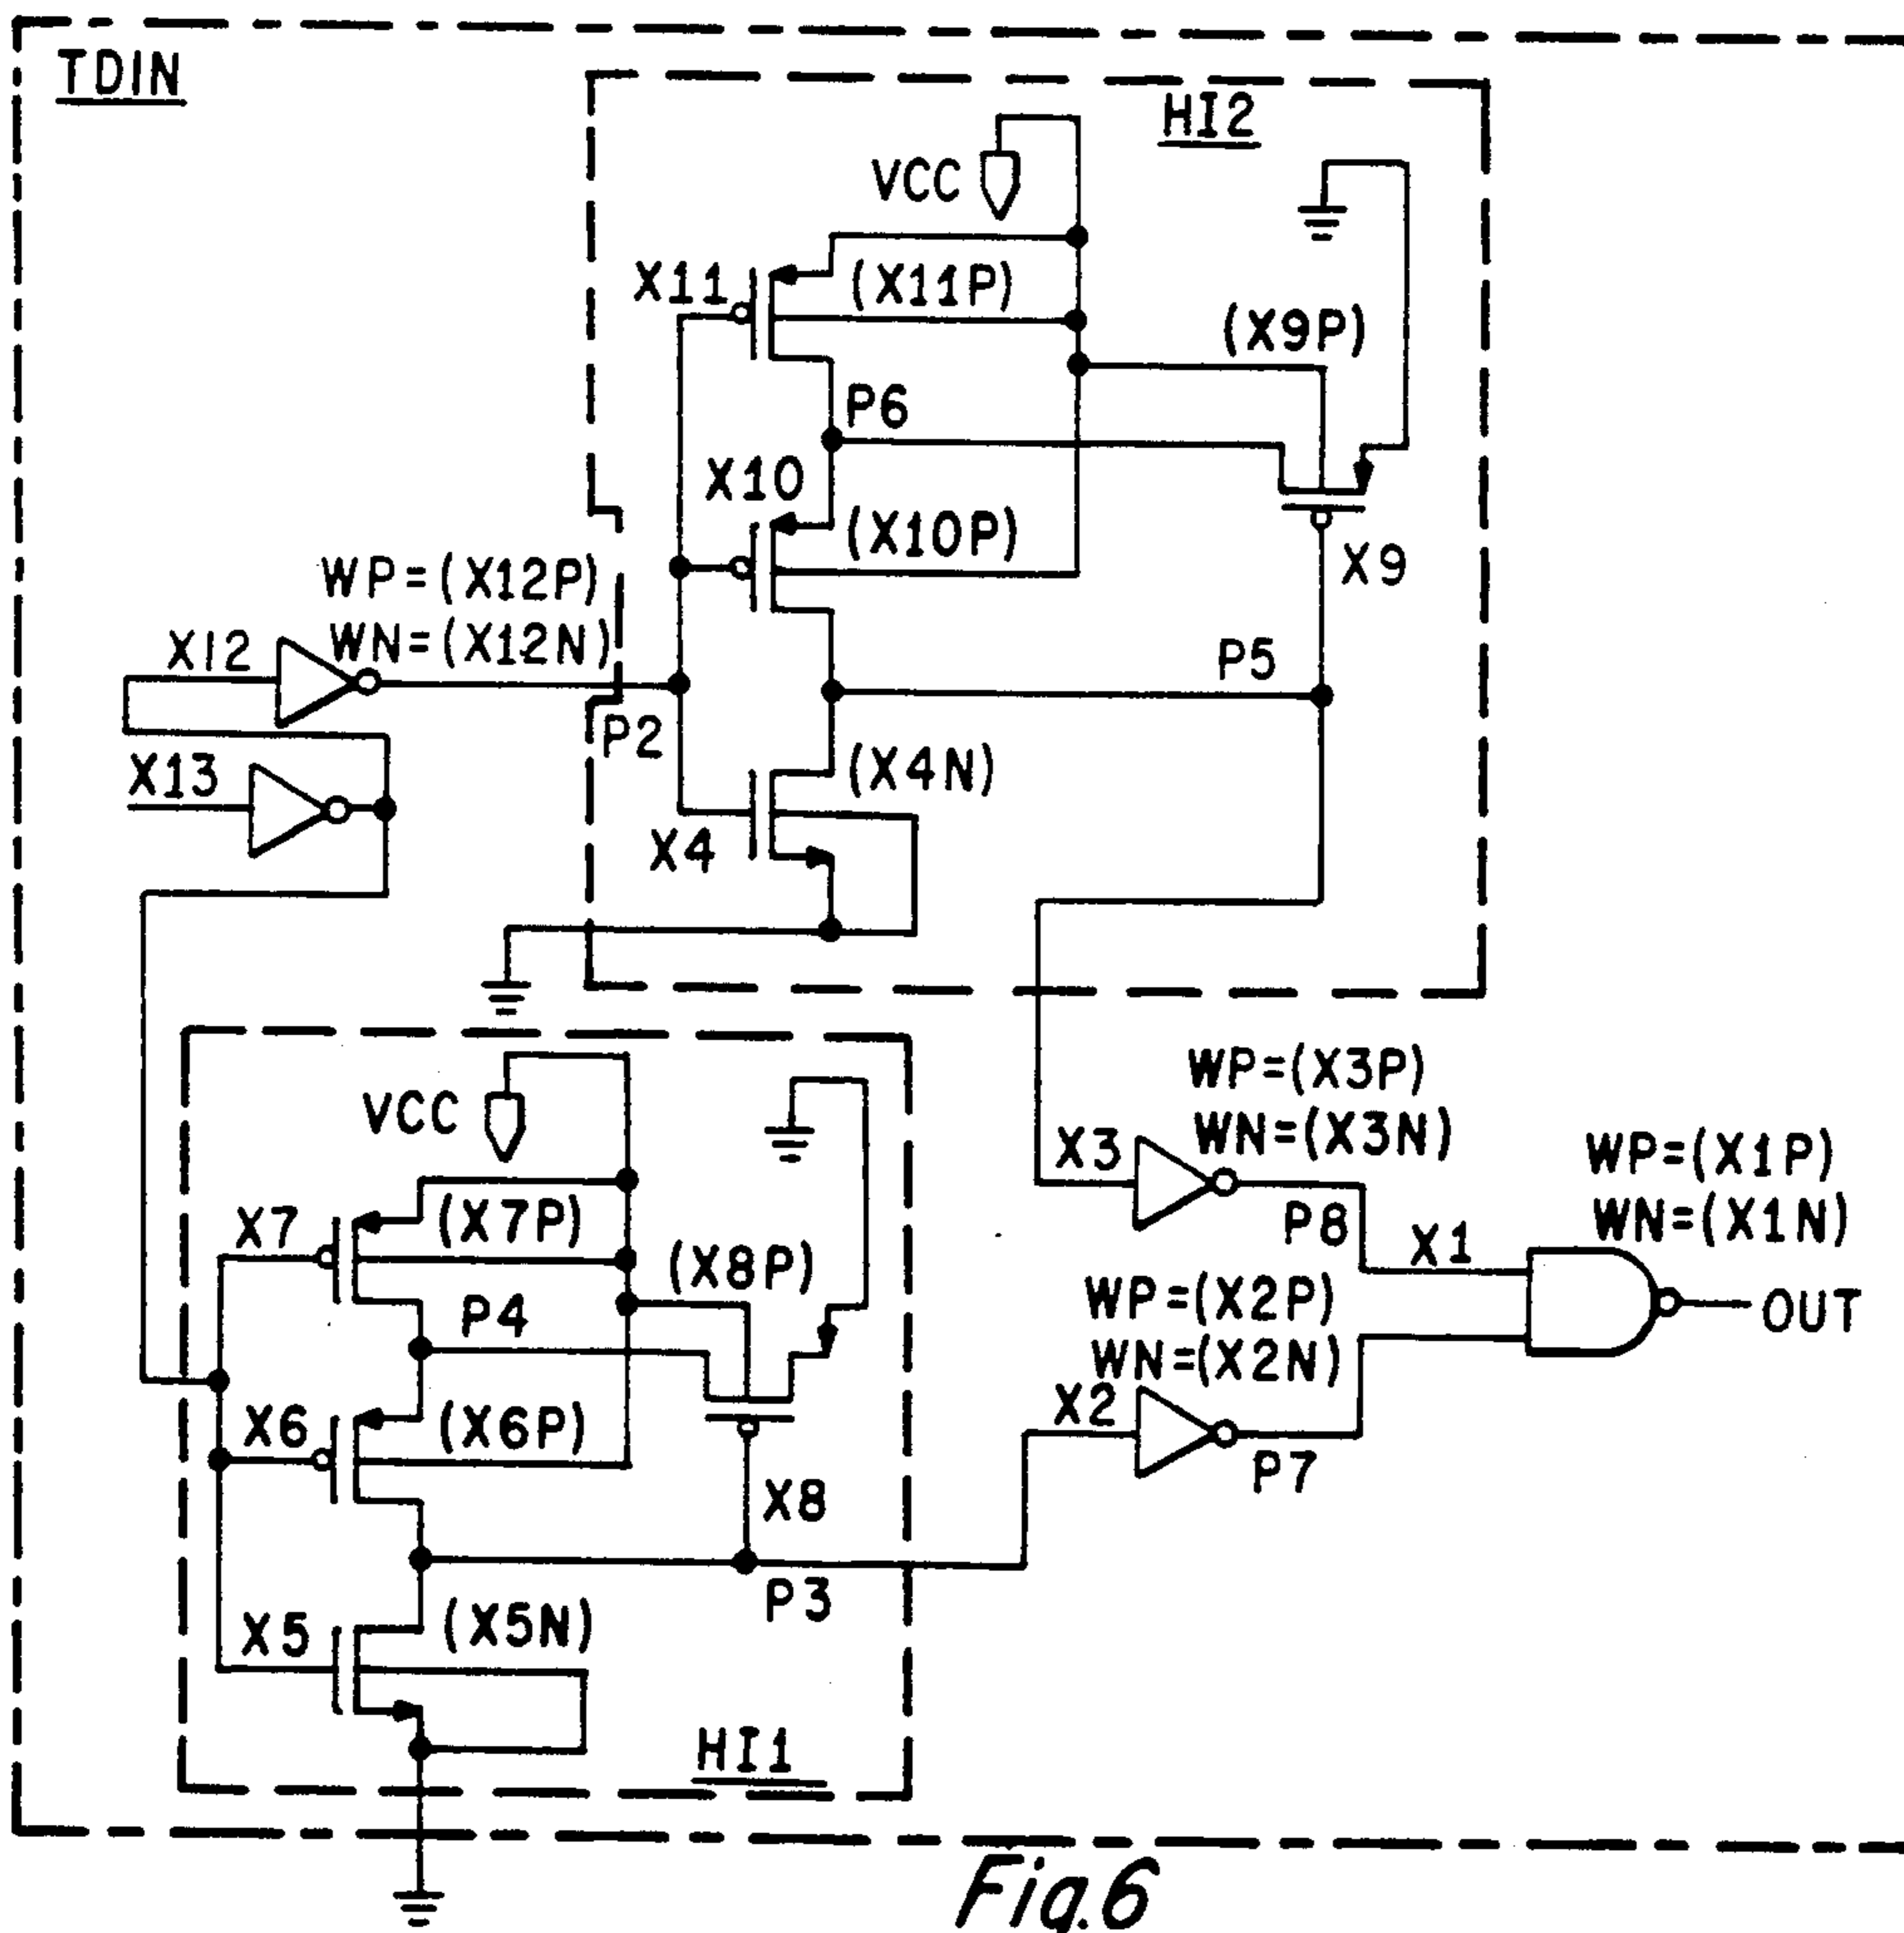 TDIN
HI2
VCC
X11
(X11P)
(X9P)
P6
X10
(X10P)
X9
WP=(X12P)
WN=(X12N)
XI2
P5
P2
X13
(X4N)
X4
VCC
WP=(X3P)
WN=(X3N)
X3
WP=(X1P)
WN=(X1N)
X7
(X7P)
(X8P)
P8
X1
P4
WP=(X2P)
WN=(X2N)
OUT
X6
(X6P)
X2
P7
X8
P3
X5
(X5N)
HI1
Fig.6